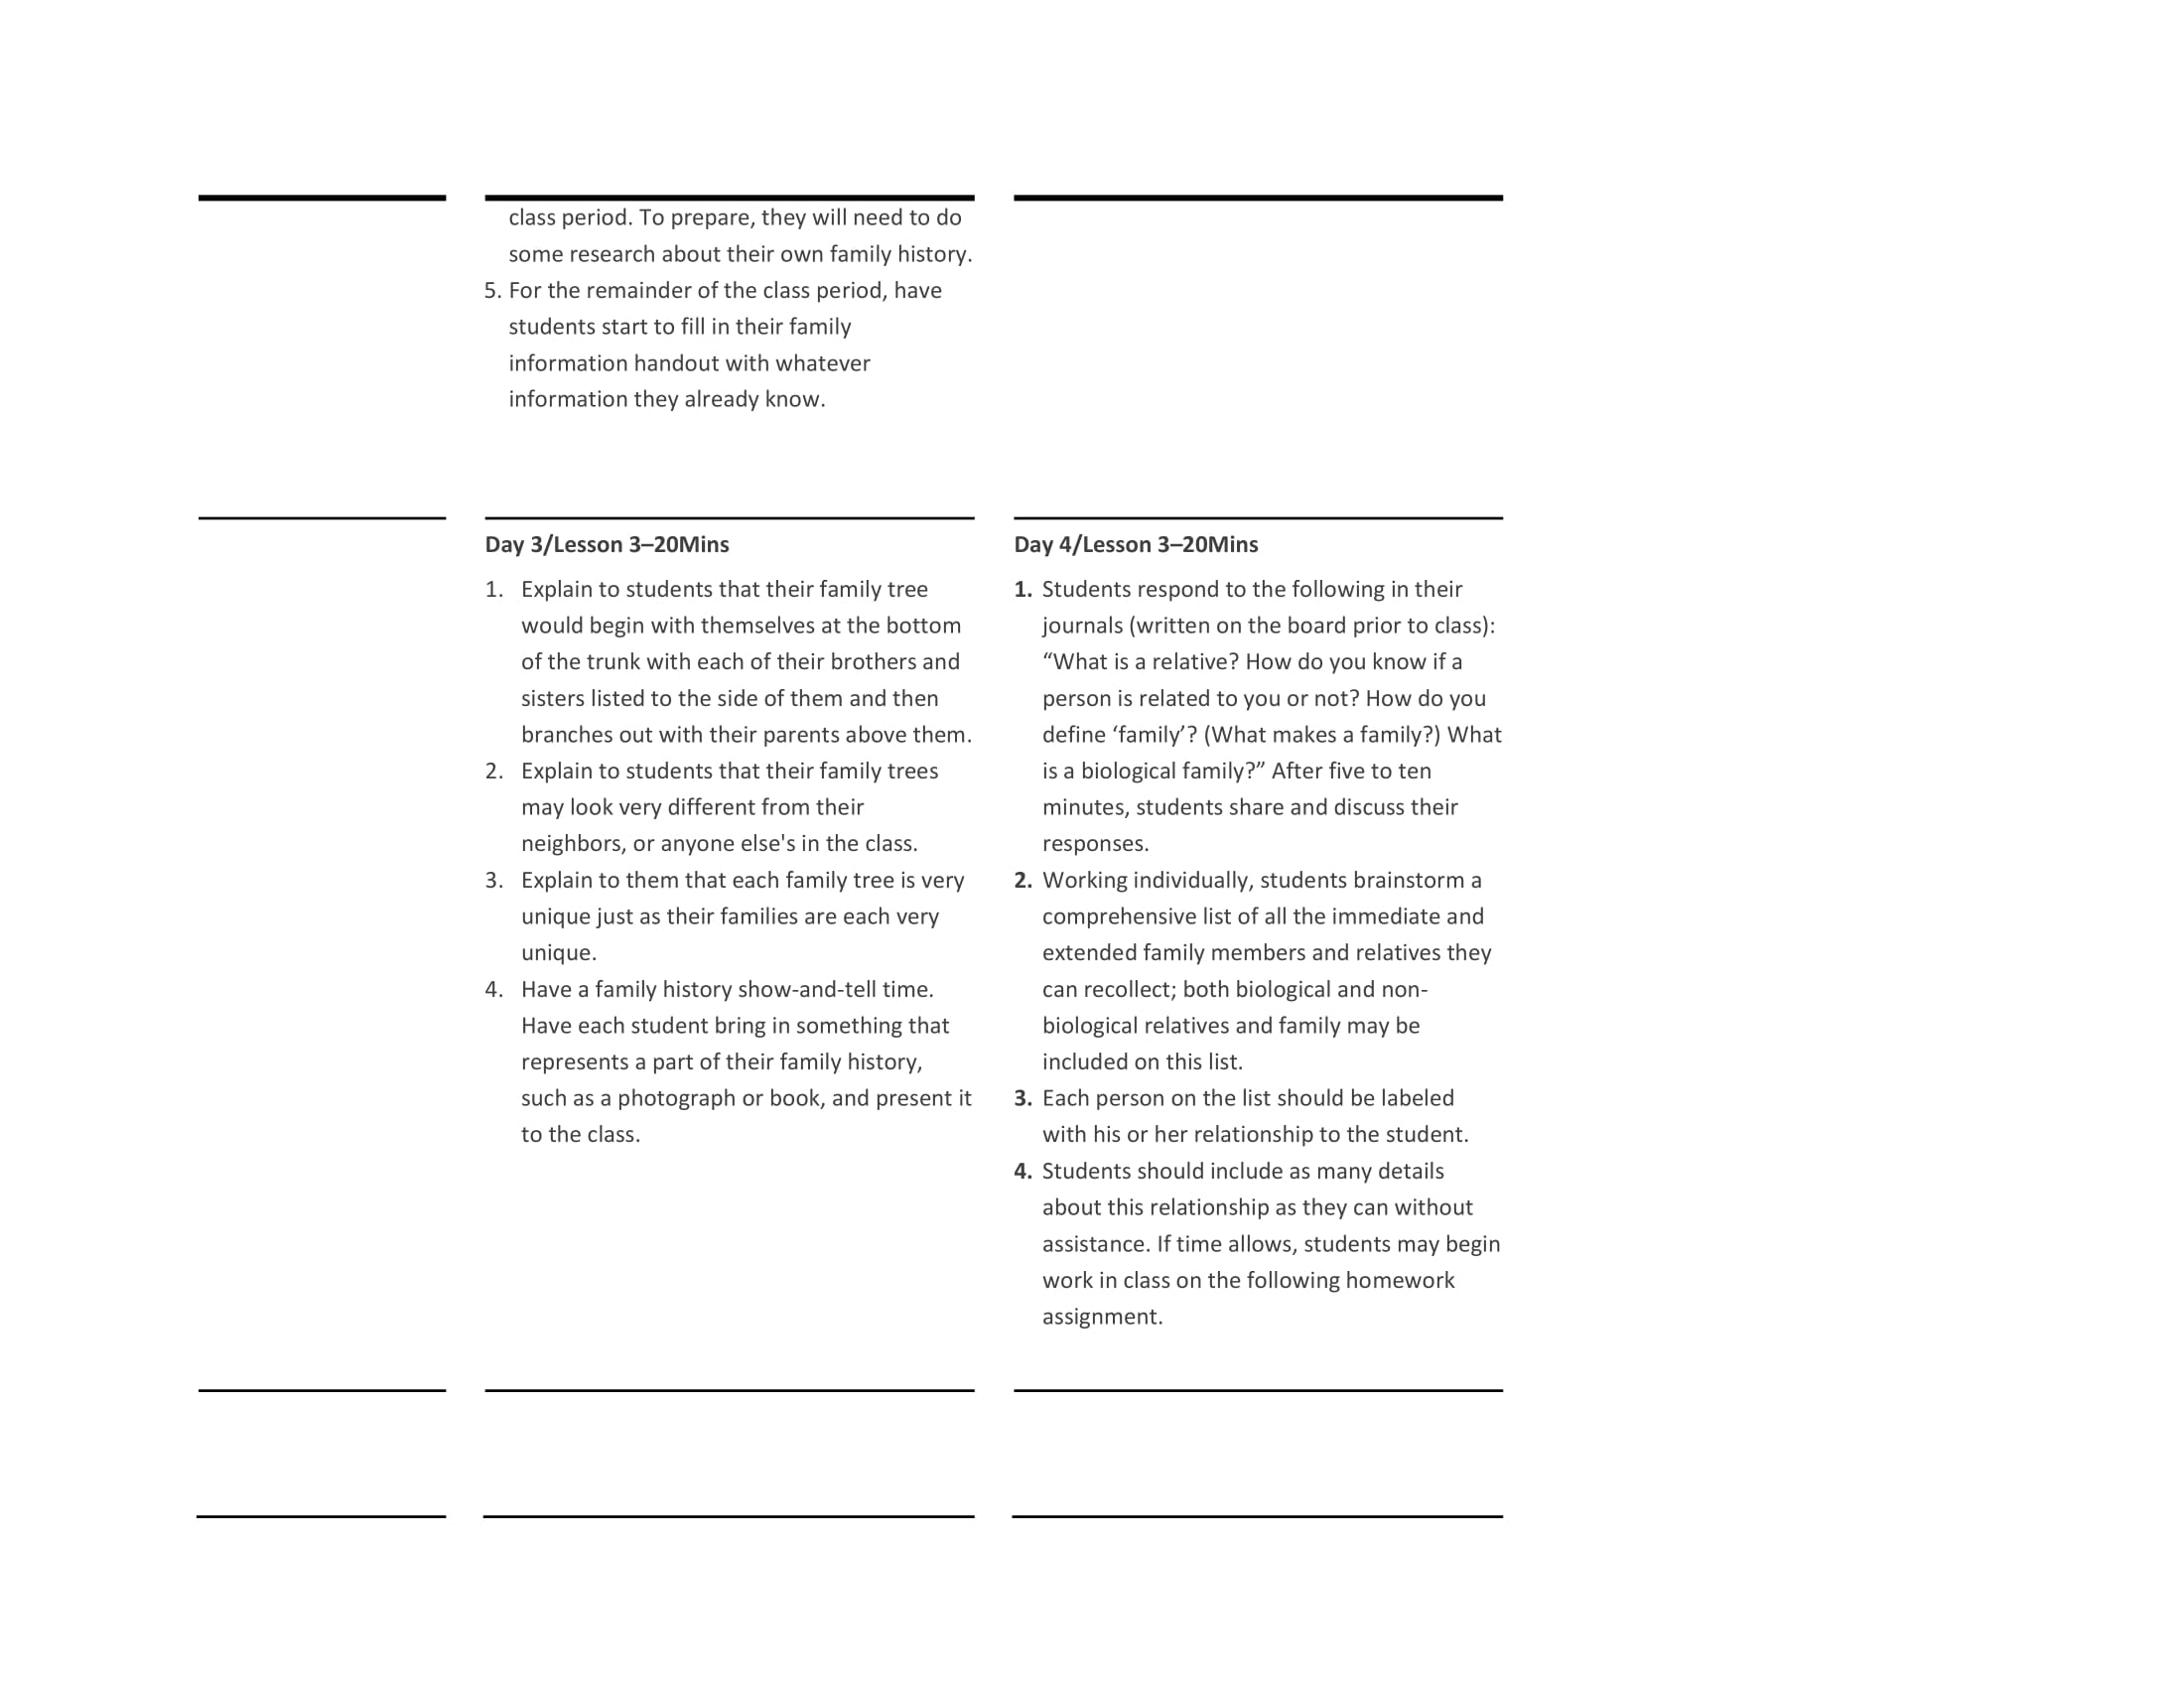 class period. To prepare, they will need to do
some research about their own family history.
5. For the remainder of the class period, have
students start to fill in their family
information handout with whatever
information they already know.
Day 3/Lesson 3–20Mins
1. Explain to students that their family tree
would begin with themselves at the bottom
of the trunk with each of their brothers and
sisters listed to the side of them and then
branches out with their parents above them.
2. Explain to students that their family trees
may look very different from their
neighbors, or anyone else's in the class.
3. Explain to them that each family tree is very
unique just as their families are each very
unique.
4. Have a family history show-and-tell time.
Have each student bring in something that
represents a part of their family history,
such as a photograph or book, and present it
to the class.
Day 4/Lesson 3–20Mins
1. Students respond to the following in their
journals (written on the board prior to class):
“What is a relative? How do you know if a
person is related to you or not? How do you
define ‘family’? (What makes a family?) What
is a biological family?” After five to ten
minutes, students share and discuss their
responses.
2. Working individually, students brainstorm a
comprehensive list of all the immediate and
extended family members and relatives they
can recollect; both biological and non-
biological relatives and family may be
included on this list.
3. Each person on the list should be labeled
with his or her relationship to the student.
4. Students should include as many details
about this relationship as they can without
assistance. If time allows, students may begin
work in class on the following homework
assignment.